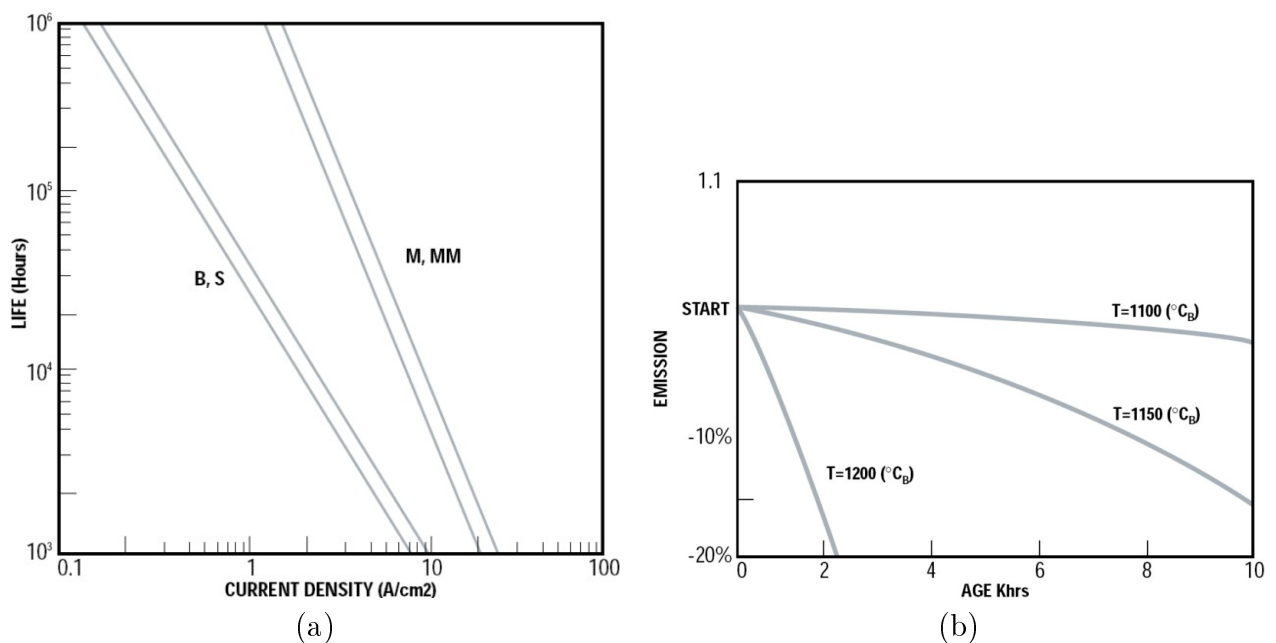 10⁶
10⁵
10⁴
10³
LIFE (Hours)
B, S
M, MM
0.1
1
10
100
CURRENT DENSITY (A/cm2)
(a)
1.1
START
-10%
-20%
EMISSION
T=1100 (°C_B)
T=1150 (°C_B)
T=1200 (°C_B)
0
2
4
6
8
10
AGE Khrs
(b)